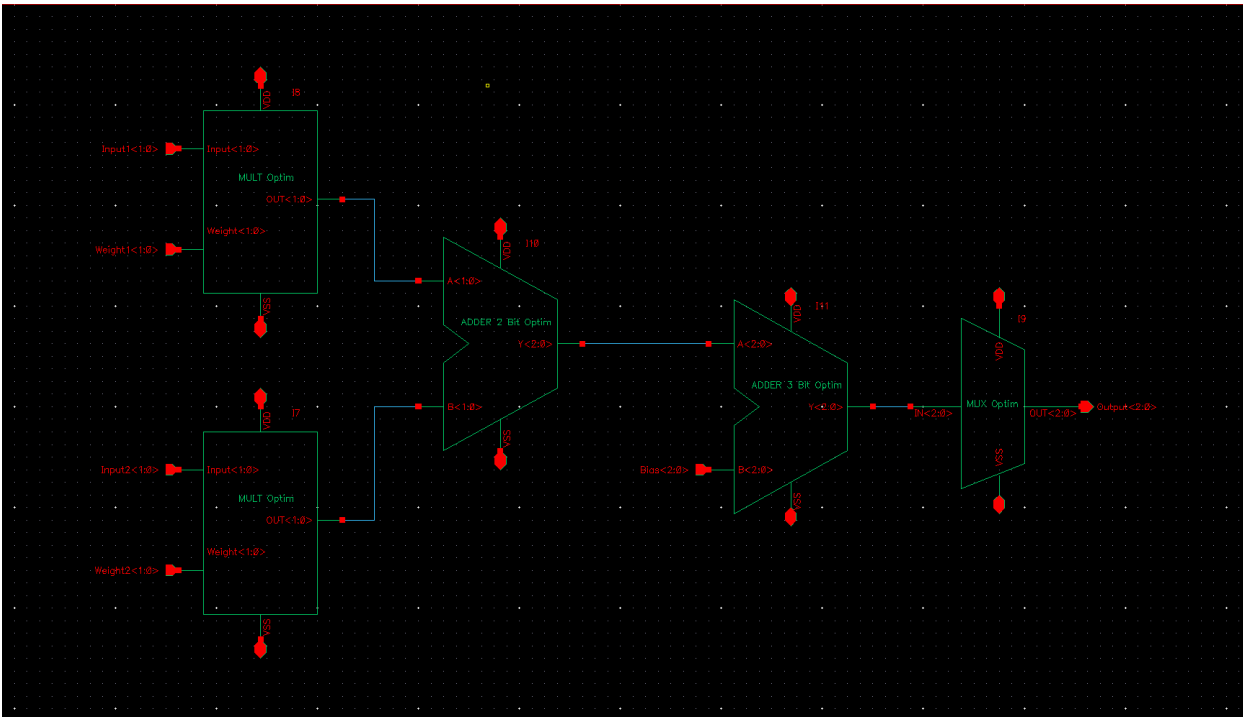 VDD
I8
Input1<1:0>
Input<1:0>
MULT Optim
OUT<1:0>
Weight<1:0>
Weight1<1:0>
VSS
VDD
I10
A<1:0>
ADDER 2 Bit Optim
Y<2:0>
B<1:0>
VSS
VDD
I7
Input2<1:0>
Input<1:0>
MULT Optim
OUT<1:0>
Weight<1:0>
Weight2<1:0>
VSS
I11
A<2:0>
ADDER 3 Bit Optim
Y<2:0>
Bias<2:0>
B<2:0>
VSS
I9
VDD
MUX Optim
IN<2:0>
OUT<2:0>
Output<2:0>
VSS